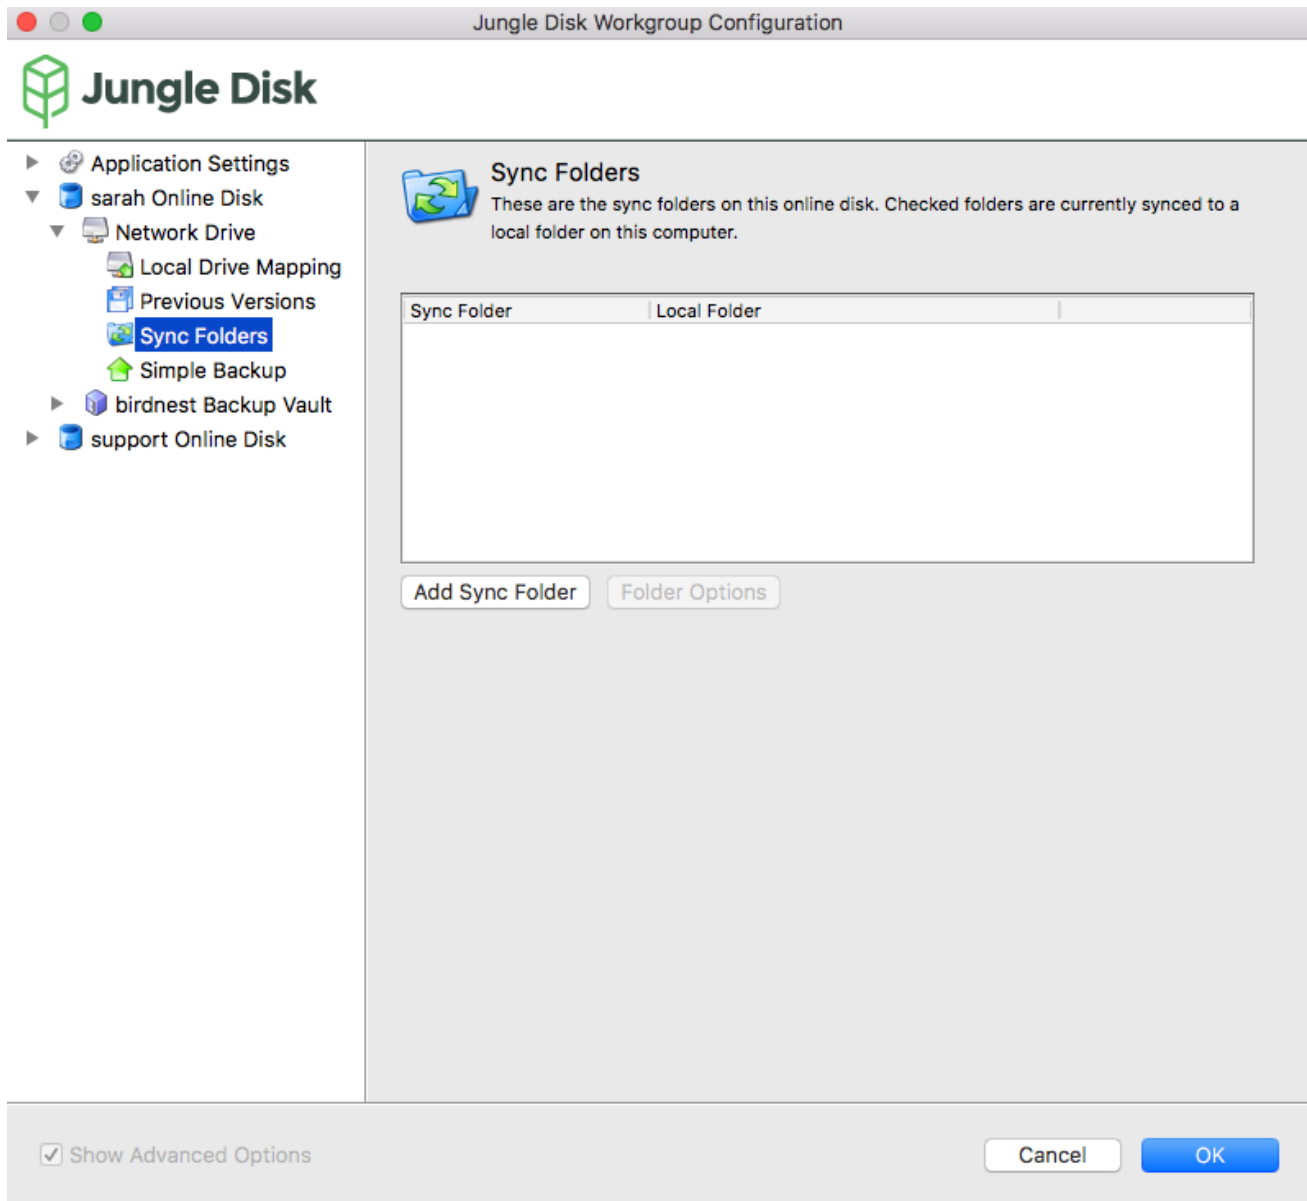 Jungle Disk Workgroup Configuration
Jungle Disk
Application Settings
sarah Online Disk
Network Drive
Local Drive Mapping
Previous Versions
Sync Folders
Simple Backup
birdnest Backup Vault
support Online Disk
Sync Folders
These are the sync folders on this online disk. Checked folders are currently synced to a
local folder on this computer.
Sync Folder Local Folder
Add Sync Folder Folder Options
Show Advanced Options Cancel OK